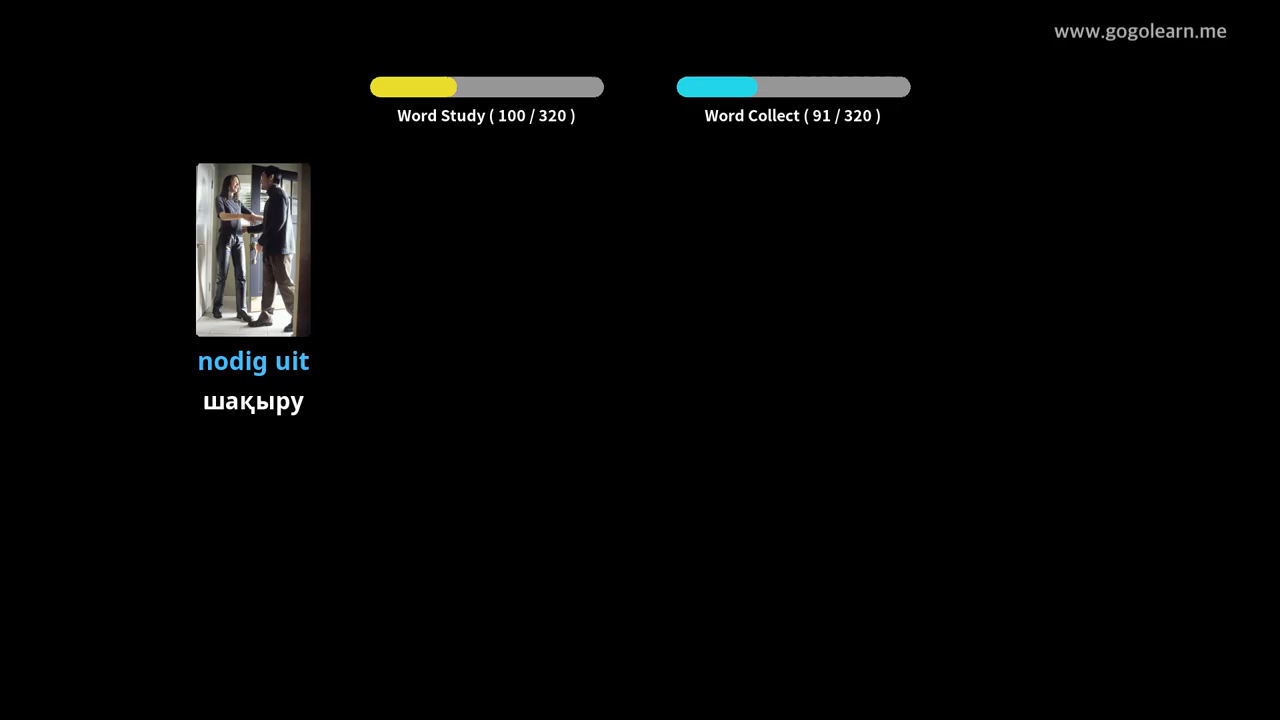 www.gogolearn.me
Word Study ( 100 / 320 )
Word Collect ( 91 / 320 )
nodig uit
шақыру